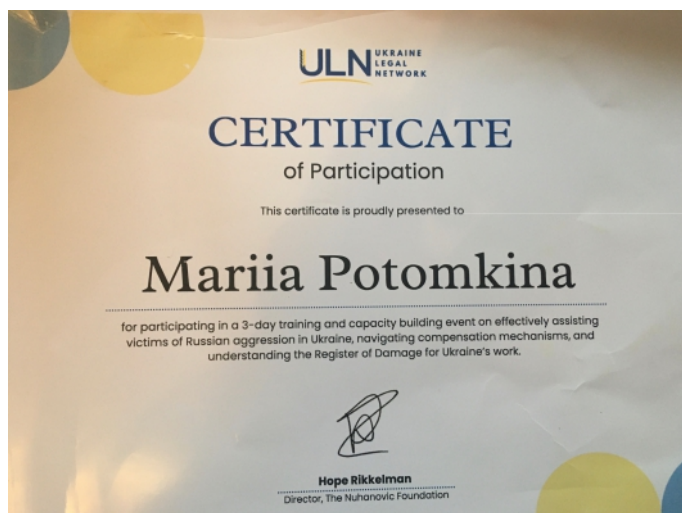 ULN UKRAINE
LEGAL
NETWORK
CERTIFICATE
of Participation
This certificate is proudly presented to
Mariia Potomkina
for participating in a 3-day training and capacity building event on effectively assisting
victims of Russian aggression in Ukraine, navigating compensation mechanisms, and
understanding the Register of Damage for Ukraine's work.
Hope Rikkelman
Director, The Nuhanovic Foundation